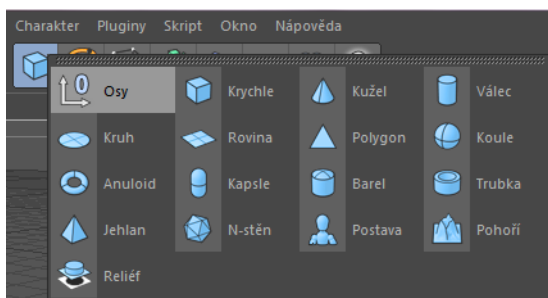 Charakter Pluginy Skript Okno Nápověda
Osy Krychle Kužel Válec
Kruh Rovina Polygon Koule
Anuloid Kapsle Barel Trubka
Jehlan N-stěn Postava Pohoří
Reliéf